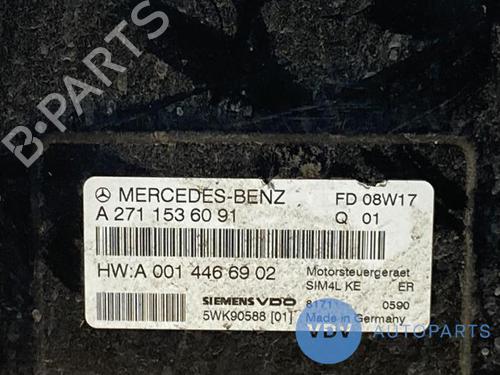 B-PARTS
MERCEDES-BENZ
FD 08W17
A 271 153 60 91
Q 01
HW:A 001 446 69 02
Motorsteuergeraet
SIM4L KE ER
SIEMENS VDO
81711 0590
5WK90588 [01]
Made in Germany
VDV AUTOPARTS